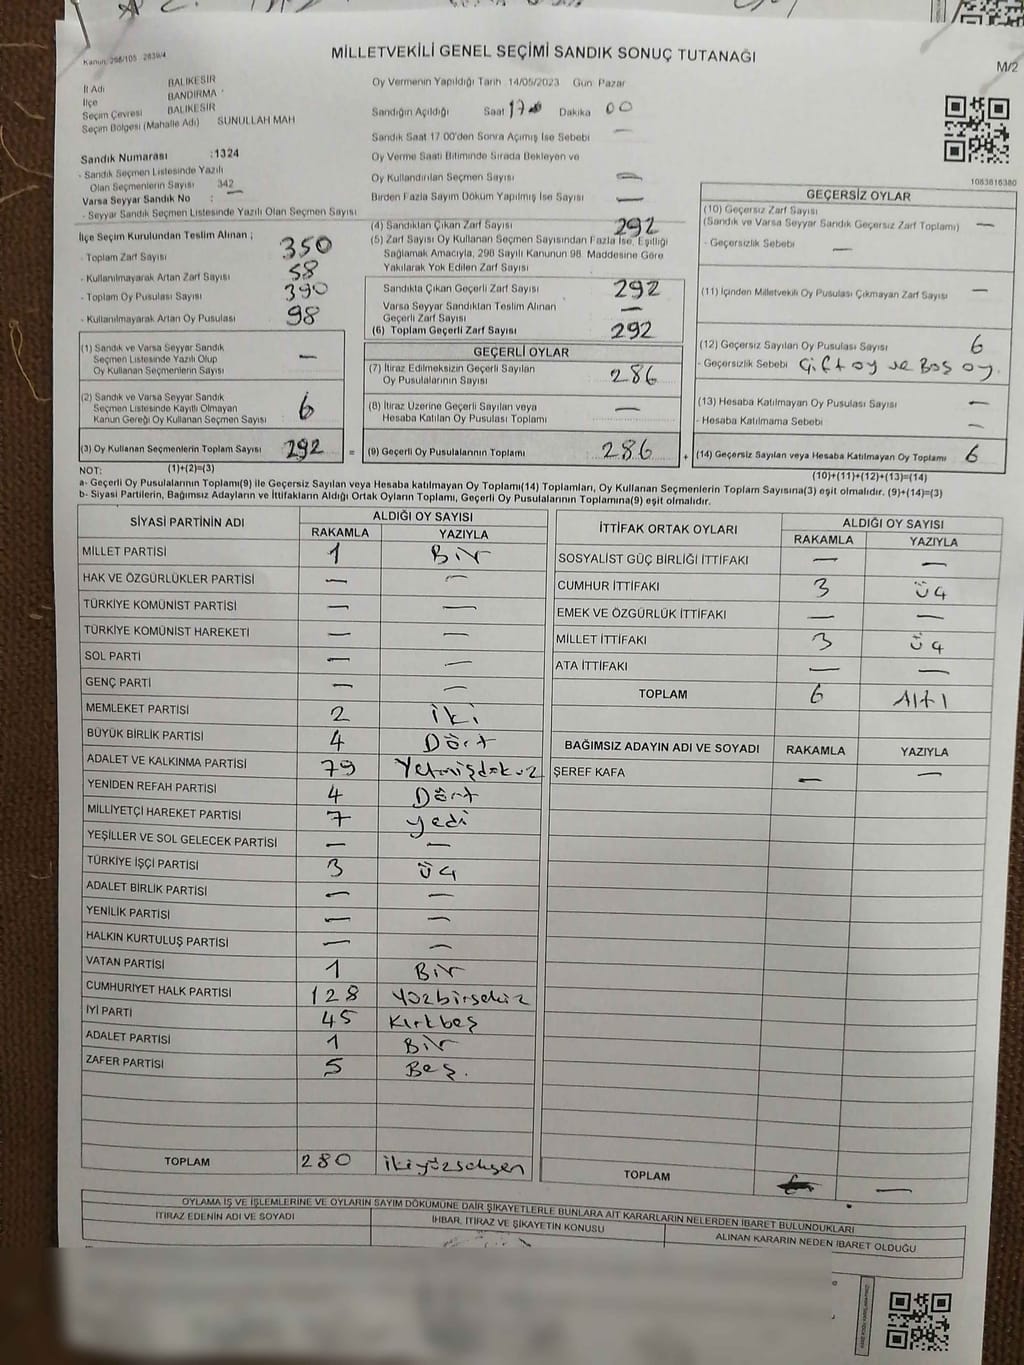 Kanun: 298/105 2839/4
MİLLETVEKİLİ GENEL SEÇİMİ SANDIK SONUÇ TUTANAĞI
M/2
İl Adı BALIKESİR
İlçe BANDIRMA
Seçim Çevresi BALIKESİR
Seçim Bölgesi (Mahalle Adı) SUNULLAH MAH
Sandık Numarası :1324
- Sandık Seçmen Listesinde Yazılı
Olan Seçmenlerin Sayısı 342
Varsa Seyyar Sandık No : —
- Seyyar Sandık Seçmen Listesinde Yazılı Olan Seçmen Sayısı
Oy Vermenin Yapıldığı Tarih 14/05/2023 Gün Pazar
Sandığın Açıldığı Saat 17 00 Dakika 00
Sandık Saat 17 00'den Sonra Açımış İse Sebebi —
Oy Verme Saati Bitiminde Sırada Bekleyen ve
Oy Kullandırılan Seçmen Sayısı —
Birden Fazla Sayım Döküm Yapılmış İse Sayısı —
1083816380
İlçe Seçim Kurulundan Teslim Alınan ;
- Toplam Zarf Sayısı 350
- Kullanılmayarak Artan Zarf Sayısı 58
- Toplam Oy Pusulası Sayısı 390
- Kullanılmayarak Artan Oy Pusulası 98
(4) Sandıktan Çıkan Zarf Sayısı 292
(5) Zarf Sayısı Oy Kullanan Seçmen Sayısından Fazla İse, Eşitliği
Sağlamak Amacıyla, 298 Sayılı Kanunun 98. Maddesine Göre
Yakılarak Yok Edilen Zarf Sayısı
Sandıkta Çıkan Geçerli Zarf Sayısı 292
Varsa Seyyar Sandıktan Teslim Alınan
Geçerli Zarf Sayısı —
(6) Toplam Geçerli Zarf Sayısı 292
GEÇERSİZ OYLAR
(10) Geçersiz Zarf Sayısı
(Sandık ve Varsa Seyyar Sandık Geçersiz Zarf Toplamı) —
- Geçersizlik Sebebi —
(11) İçinden Milletvekili Oy Pusulası Çıkmayan Zarf Sayısı —
(12) Geçersiz Sayılan Oy Pusulası Sayısı 6
- Geçersizlik Sebebi Çift oy ve Boş oy.
(13) Hesaba Katılmayan Oy Pusulası Sayısı —
- Hesaba Katılmama Sebebi —
(14) Geçersiz Sayılan veya Hesaba Katılmayan Oy Toplamı 6
(10)+(11)+(12)+(13)=(14)
(1) Sandık ve Varsa Seyyar Sandık
Seçmen Listesinde Yazılı Olup
Oy Kullanan Seçmenlerin Sayısı —
(2) Sandık ve Varsa Seyyar Sandık
Seçmen Listesinde Kayıtlı Olmayan
Kanun Gereği Oy Kullanan Seçmen Sayısı 6
(3) Oy Kullanan Seçmenlerin Toplam Sayısı 292 =
GEÇERLİ OYLAR
(7) İtiraz Edilmeksizin Geçerli Sayılan
Oy Pusulalarının Sayısı 286
(8) İtiraz Üzerine Geçerli Sayılan veya
Hesaba Katılan Oy Pusulası Toplamı —
(9) Geçerli Oy Pusulalarının Toplamı 286 +
NOT: (1)+(2)=(3)
a- Geçerli Oy Pusulalarının Toplamı(9) ile Geçersiz Sayılan veya Hesaba katılmayan Oy Toplamı(14) Toplamları, Oy Kullanan Seçmenlerin Toplam Sayısına(3) eşit olmalıdır. (9)+(14)=(3)
b- Siyasi Partilerin, Bağımsız Adayların ve İttifakların Aldığı Ortak Oyların Toplamı, Geçerli Oy Pusulalarının Toplamına(9) eşit olmalıdır.
SİYASİ PARTİNİN ADI ALDIĞI OY SAYISI
RAKAMLA YAZIYLA
MİLLET PARTİSİ 1 Bir
HAK VE ÖZGÜRLÜKLER PARTİSİ — —
TÜRKİYE KOMÜNİST PARTİSİ — —
TÜRKİYE KOMÜNİST HAREKETİ — —
SOL PARTİ — —
GENÇ PARTİ — —
MEMLEKET PARTİSİ 2 iki
BÜYÜK BİRLİK PARTİSİ 4 Dört
ADALET VE KALKINMA PARTİSİ 79 Yetmişdokuz
YENİDEN REFAH PARTİSİ 4 Dört
MİLLİYETÇİ HAREKET PARTİSİ 7 yedi
YEŞİLLER VE SOL GELECEK PARTİSİ — —
TÜRKİYE İŞÇİ PARTİSİ 3 üç
ADALET BİRLİK PARTİSİ — —
YENİLİK PARTİSİ — —
HALKIN KURTULUŞ PARTİSİ — —
VATAN PARTİSİ 1 Bir
CUMHURİYET HALK PARTİSİ 128 Yüzbirsekiz
İYİ PARTİ 45 Kırkbeş
ADALET PARTİSİ 1 Bir
ZAFER PARTİSİ 5 Beş.
TOPLAM 280 ikiyüzseksen
İTTİFAK ORTAK OYLARI ALDIĞI OY SAYISI
RAKAMLA YAZIYLA
SOSYALİST GÜÇ BİRLİĞİ İTTİFAKI — —
CUMHUR İTTİFAKI 3 üç
EMEK VE ÖZGÜRLÜK İTTİFAKI — —
MİLLET İTTİFAKI 3 üç
ATA İTTİFAKI — —
TOPLAM 6 Altı
BAĞIMSIZ ADAYIN ADI VE SOYADI RAKAMLA YAZIYLA
ŞEREF KAFA — —
TOPLAM —
OYLAMA İŞ VE İŞLEMLERİNE VE OYLARIN SAYIM DÖKÜMÜNE DAİR ŞİKAYETLERLE BUNLARA AİT KARARLARIN NELERDEN İBARET BULUNDUKLARI
İTİRAZ EDENİN ADI VE SOYADI
İHBAR, İTİRAZ VE ŞİKAYETİN KONUSU
ALINAN KARARIN NEDEN İBARET OLDUĞU